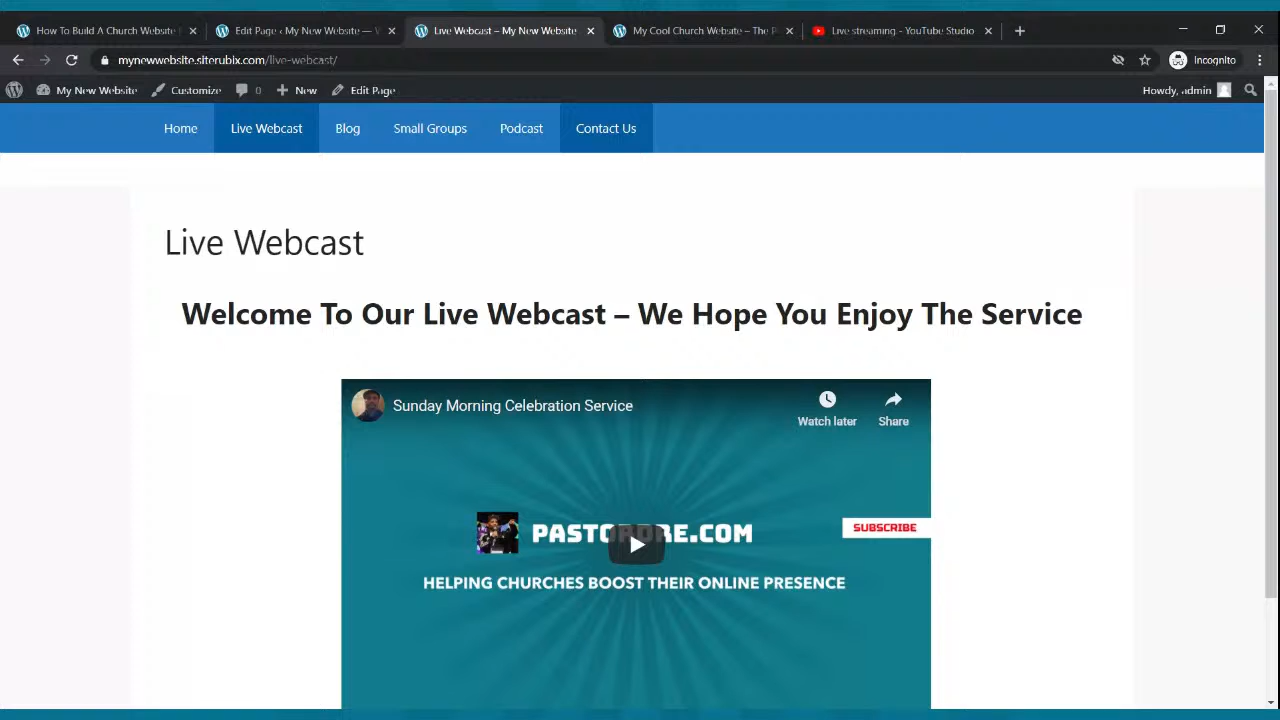 How To Build A Church Website
Edit Page ‹ My New Website —
Live Webcast – My New Website
My Cool Church Website – The
Live streaming - YouTube Studio
mynewwebsite.siterubix.com/live-webcast/
Incognito
My New Website
Customize
0
New
Edit Page
Howdy, admin
Home
Live Webcast
Blog
Small Groups
Podcast
Contact Us
Live Webcast
Welcome To Our Live Webcast – We Hope You Enjoy The Service
Sunday Morning Celebration Service
Watch later
Share
PASTORDRE.COM
SUBSCRIBE
HELPING CHURCHES BOOST THEIR ONLINE PRESENCE